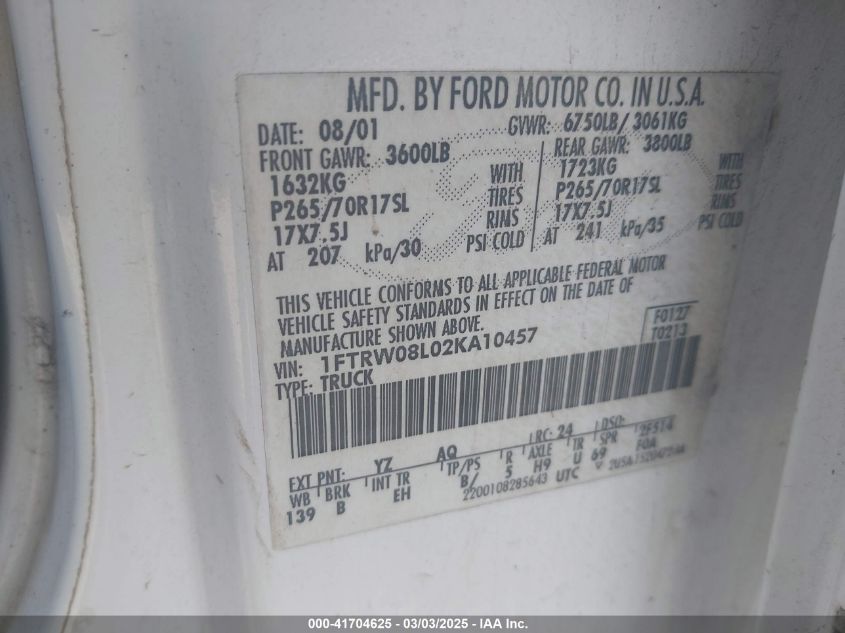 MFD. BY FORD MOTOR CO. IN U.S.A.
DATE: 08/01 GVWR: 6750LB/ 3061KG
FRONT GAWR: 3600LB REAR GAWR: 3800LB
1632KG WITH 1723KG WITH
P265/70R17SL TIRES P265/70R17SL TIRES
17X7.5J RIMS 17X7.5J RIMS
AT 207 kPa/30 PSI COLD AT 241 kPa/35 PSI COLD
THIS VEHICLE CONFORMS TO ALL APPLICABLE FEDERAL MOTOR
VEHICLE SAFETY STANDARDS IN EFFECT ON THE DATE OF
MANUFACTURE SHOWN ABOVE.
VIN: 1FTRW08L02KA10457
F0127
T0213
TYPE: TRUCK
EXT PNT: YZ AQ RC: 24 DSO: 2F514
WB BRK INT TR TP/PS R AXLE TR SPR F0A
139 B EH B/ 5 H9 U 69
2200108285643 UTC
000-41704625 - 03/03/2025 - IAA Inc.